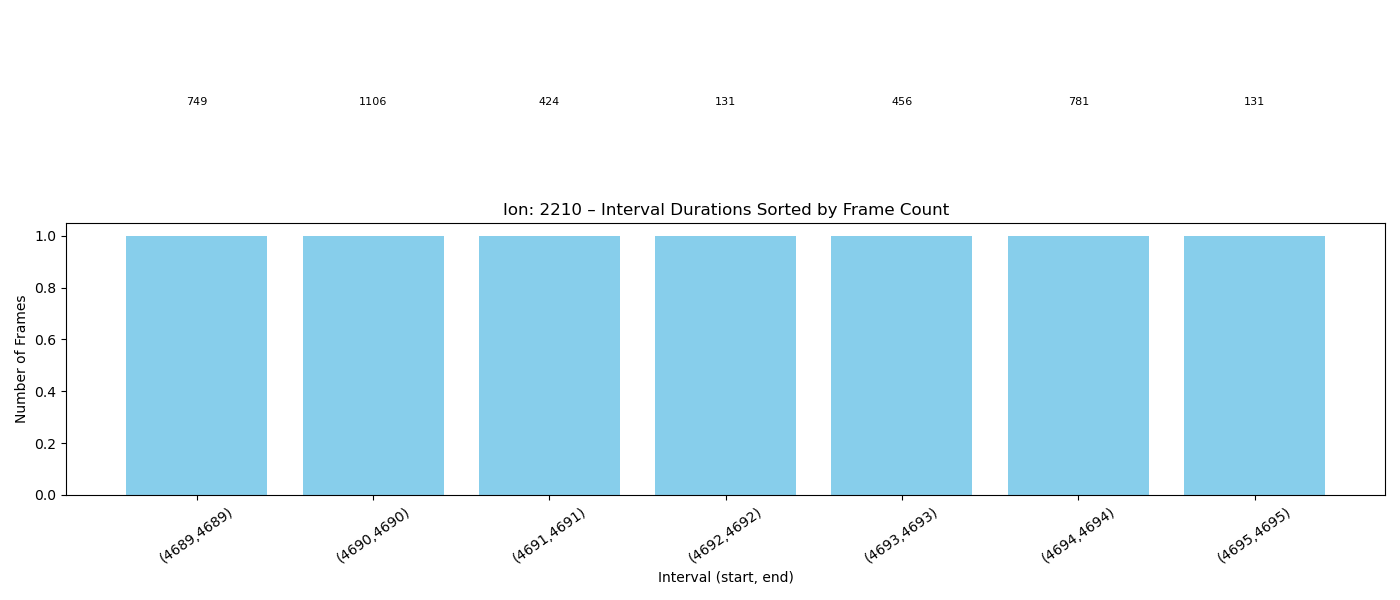 749 1106 424 131 456 781 131
Ion: 2210 – Interval Durations Sorted by Frame Count
1.0
0.8
0.6
0.4
0.2
0.0
Number of Frames
(4689,4689) (4690,4690) (4691,4691) (4692,4692) (4693,4693) (4694,4694) (4695,4695)
Interval (start, end)